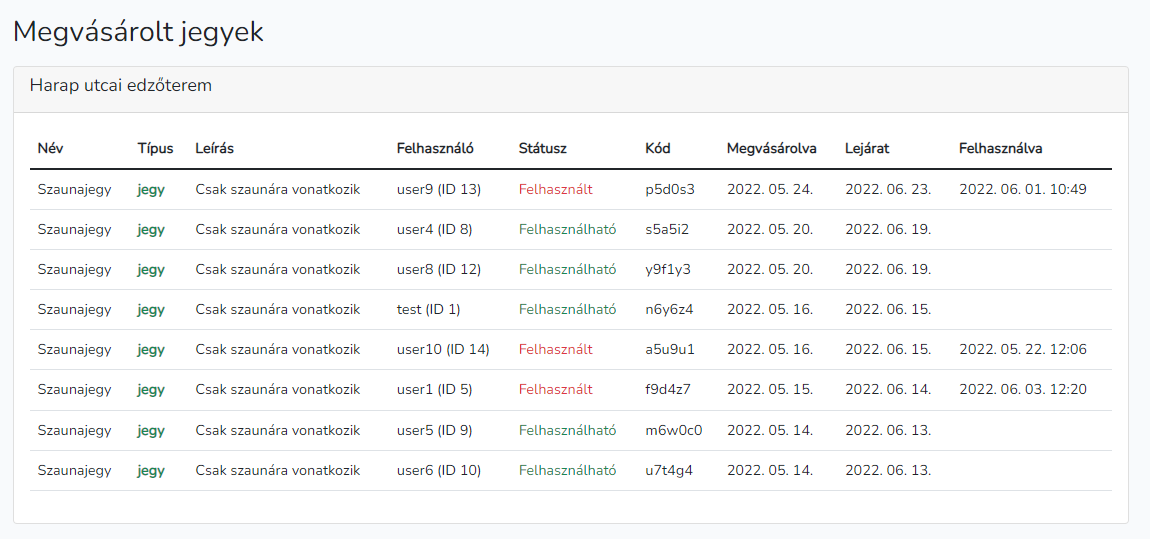 Megvásárolt jegyek
Harap utcai edzőterem
Név Típus Leírás Felhasználó Státusz Kód Megvásárolva Lejárat Felhasználva
Szaunajegy jegy Csak szaunára vonatkozik user9 (ID 13) Felhasznált p5d0s3 2022. 05. 24. 2022. 06. 23. 2022. 06. 01. 10:49
Szaunajegy jegy Csak szaunára vonatkozik user4 (ID 8) Felhasználható s5a5i2 2022. 05. 20. 2022. 06. 19.
Szaunajegy jegy Csak szaunára vonatkozik user8 (ID 12) Felhasználható y9f1y3 2022. 05. 20. 2022. 06. 19.
Szaunajegy jegy Csak szaunára vonatkozik test (ID 1) Felhasználható n6y6z4 2022. 05. 16. 2022. 06. 15.
Szaunajegy jegy Csak szaunára vonatkozik user10 (ID 14) Felhasznált a5u9u1 2022. 05. 16. 2022. 06. 15. 2022. 05. 22. 12:06
Szaunajegy jegy Csak szaunára vonatkozik user1 (ID 5) Felhasznált f9d4z7 2022. 05. 15. 2022. 06. 14. 2022. 06. 03. 12:20
Szaunajegy jegy Csak szaunára vonatkozik user5 (ID 9) Felhasználható m6w0c0 2022. 05. 14. 2022. 06. 13.
Szaunajegy jegy Csak szaunára vonatkozik user6 (ID 10) Felhasználható u7t4g4 2022. 05. 14. 2022. 06. 13.